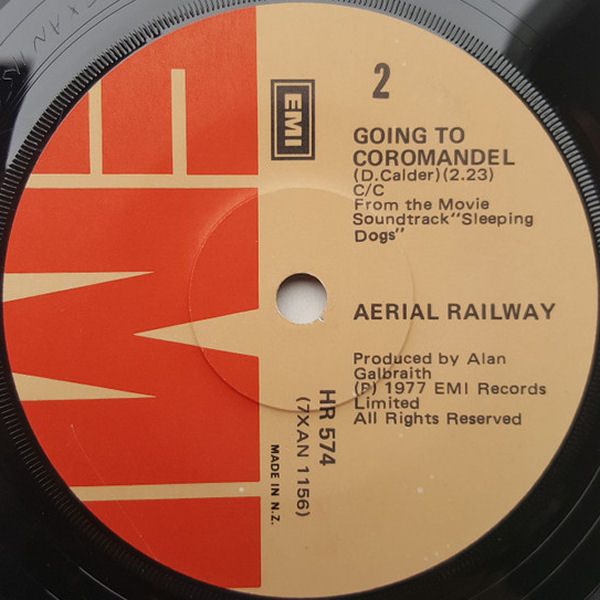 2
EMI
GOING TO
COROMANDEL
(D.Calder)(2.23)
C/C
From the Movie
Soundtrack"Sleeping
Dogs"
AERIAL RAILWAY
Produced by Alan
Galbraith
(P) 1977 EMI Records
Limited
All Rights Reserved
HR 574
(7XAN 1156)
MADE IN N.Z.
EMI